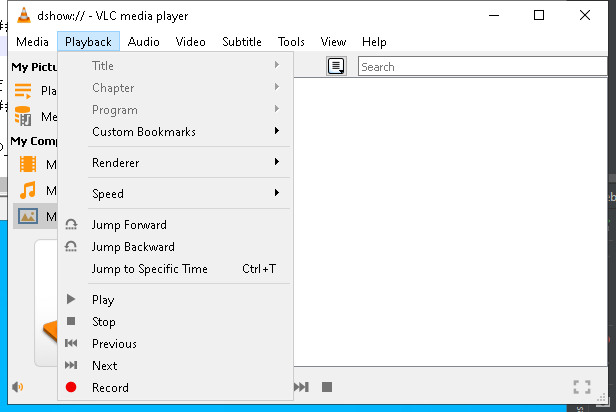 dshow:// - VLC media player
Media Playback Audio Video Subtitle Tools View Help
My Pictu
Pla
Me
My Comp
M
M
M
Search
Title
Chapter
Program
Custom Bookmarks
Renderer
Speed
Jump Forward
Jump Backward
Jump to Specific Time Ctrl+T
Play
Stop
Previous
Next
Record